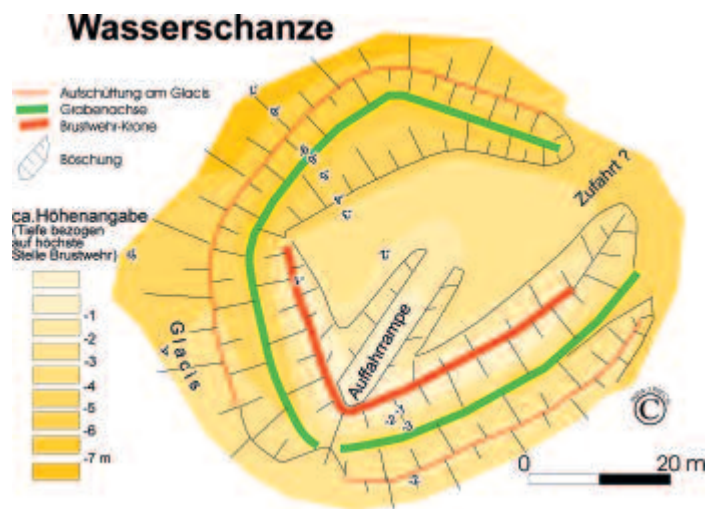 Wasserschanze
Aufschüttung am Glacis
Grabenachse
Brustwehr-Krone
Böschung
ca.Höhenangabe
(Tiefe bezogen
auf höchste
Stelle Brustwehr)
-1
-2
-3
-4
-5
-6
-7 m
Zufahrt ?
Auffahrrampe
Glacis
©
0 20 m